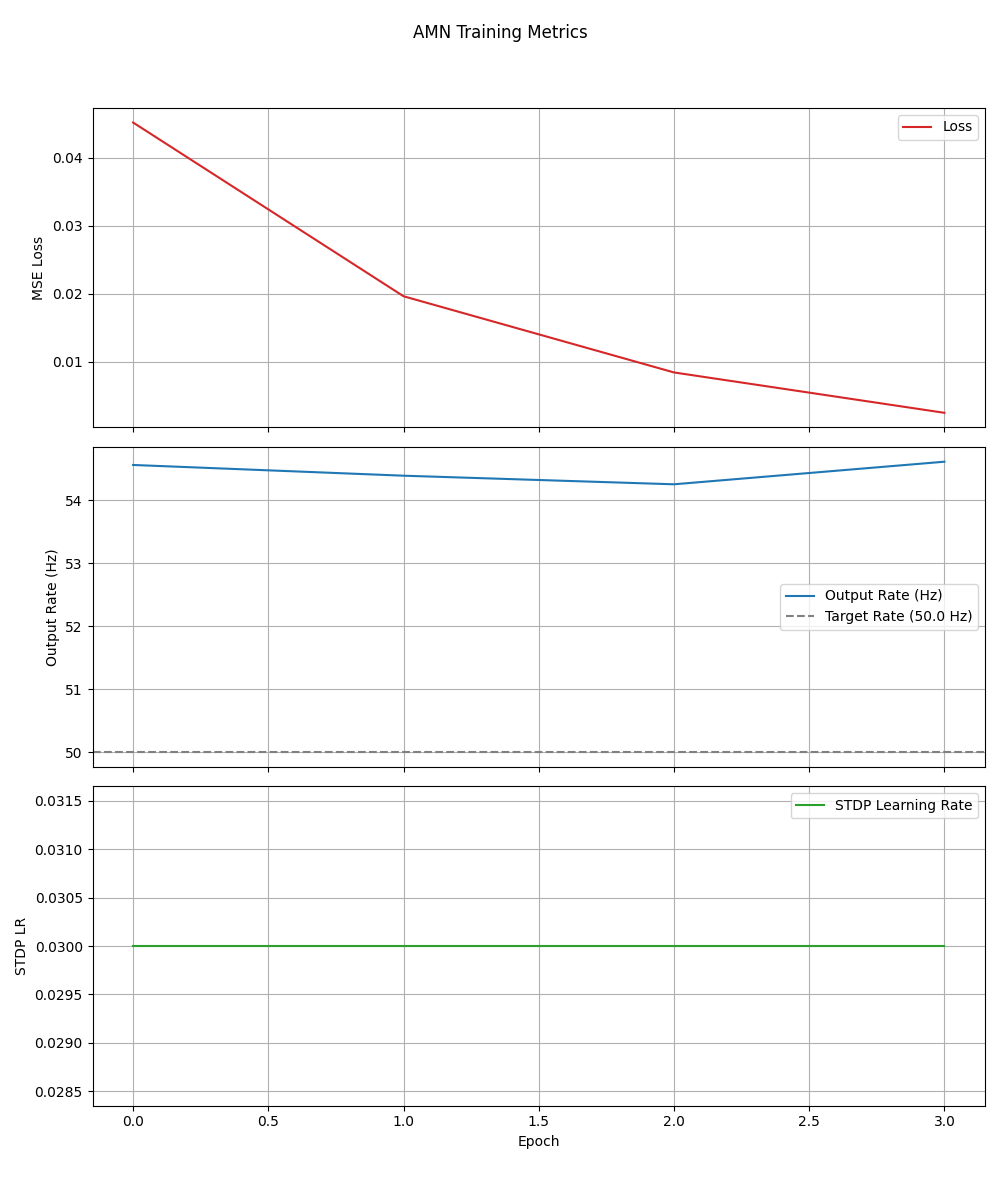 AMN Training Metrics
Loss
0.04
0.03
0.02
0.01
MSE Loss
54
53
52
51
50
Output Rate (Hz)
Output Rate (Hz)
Target Rate (50.0 Hz)
STDP Learning Rate
0.0315
0.0310
0.0305
0.0300
0.0295
0.0290
0.0285
STDP LR
0.0 0.5 1.0 1.5 2.0 2.5 3.0
Epoch